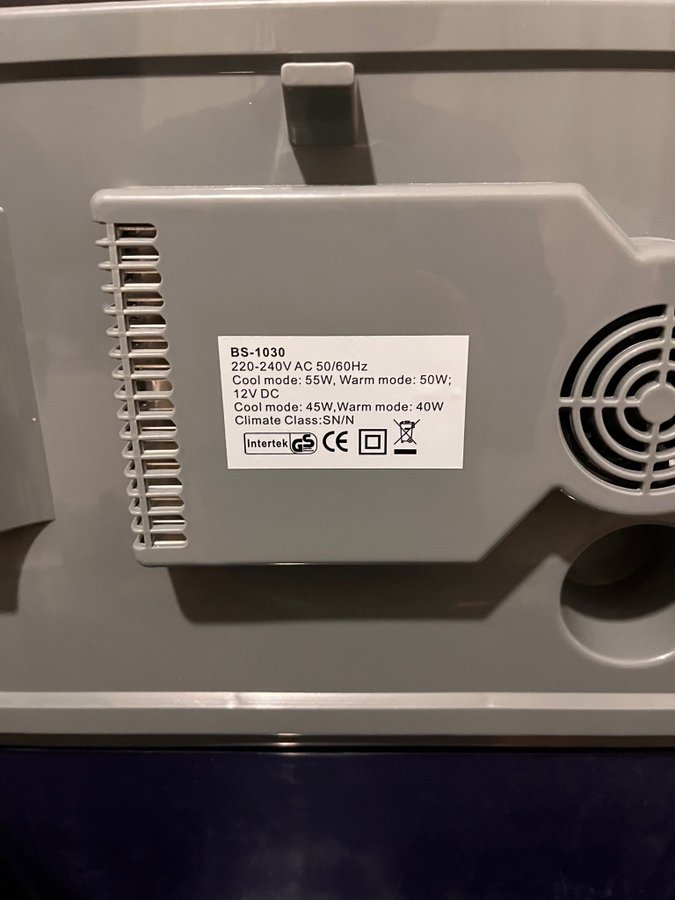 BS-1030
220-240V AC 50/60Hz
Cool mode: 55W, Warm mode: 50W;
12V DC
Cool mode: 45W,Warm mode: 40W
Climate Class:SN/N
Intertek GS CE